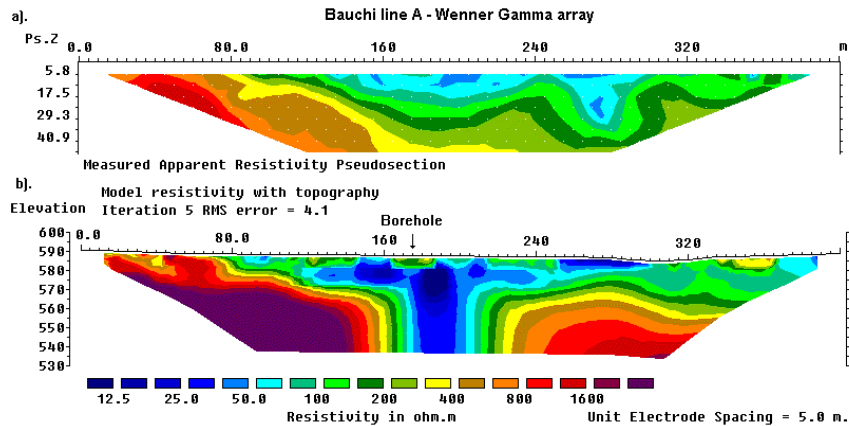 a).
Bauchi line A - Wenner Gamma array
Ps.Z 0.0 80.0 160 240 320 m
5.8
17.5
29.3
40.9
Measured Apparent Resistivity Pseudosection
b).
Model resistivity with topography
Elevation Iteration 5 RMS error = 4.1
Borehole
600 0.0 80.0 160 240 320
590
580
570
560
550
540
530
12.5 25.0 50.0 100 200 400 800 1600
Resistivity in ohm.m Unit Electrode Spacing = 5.0 m.